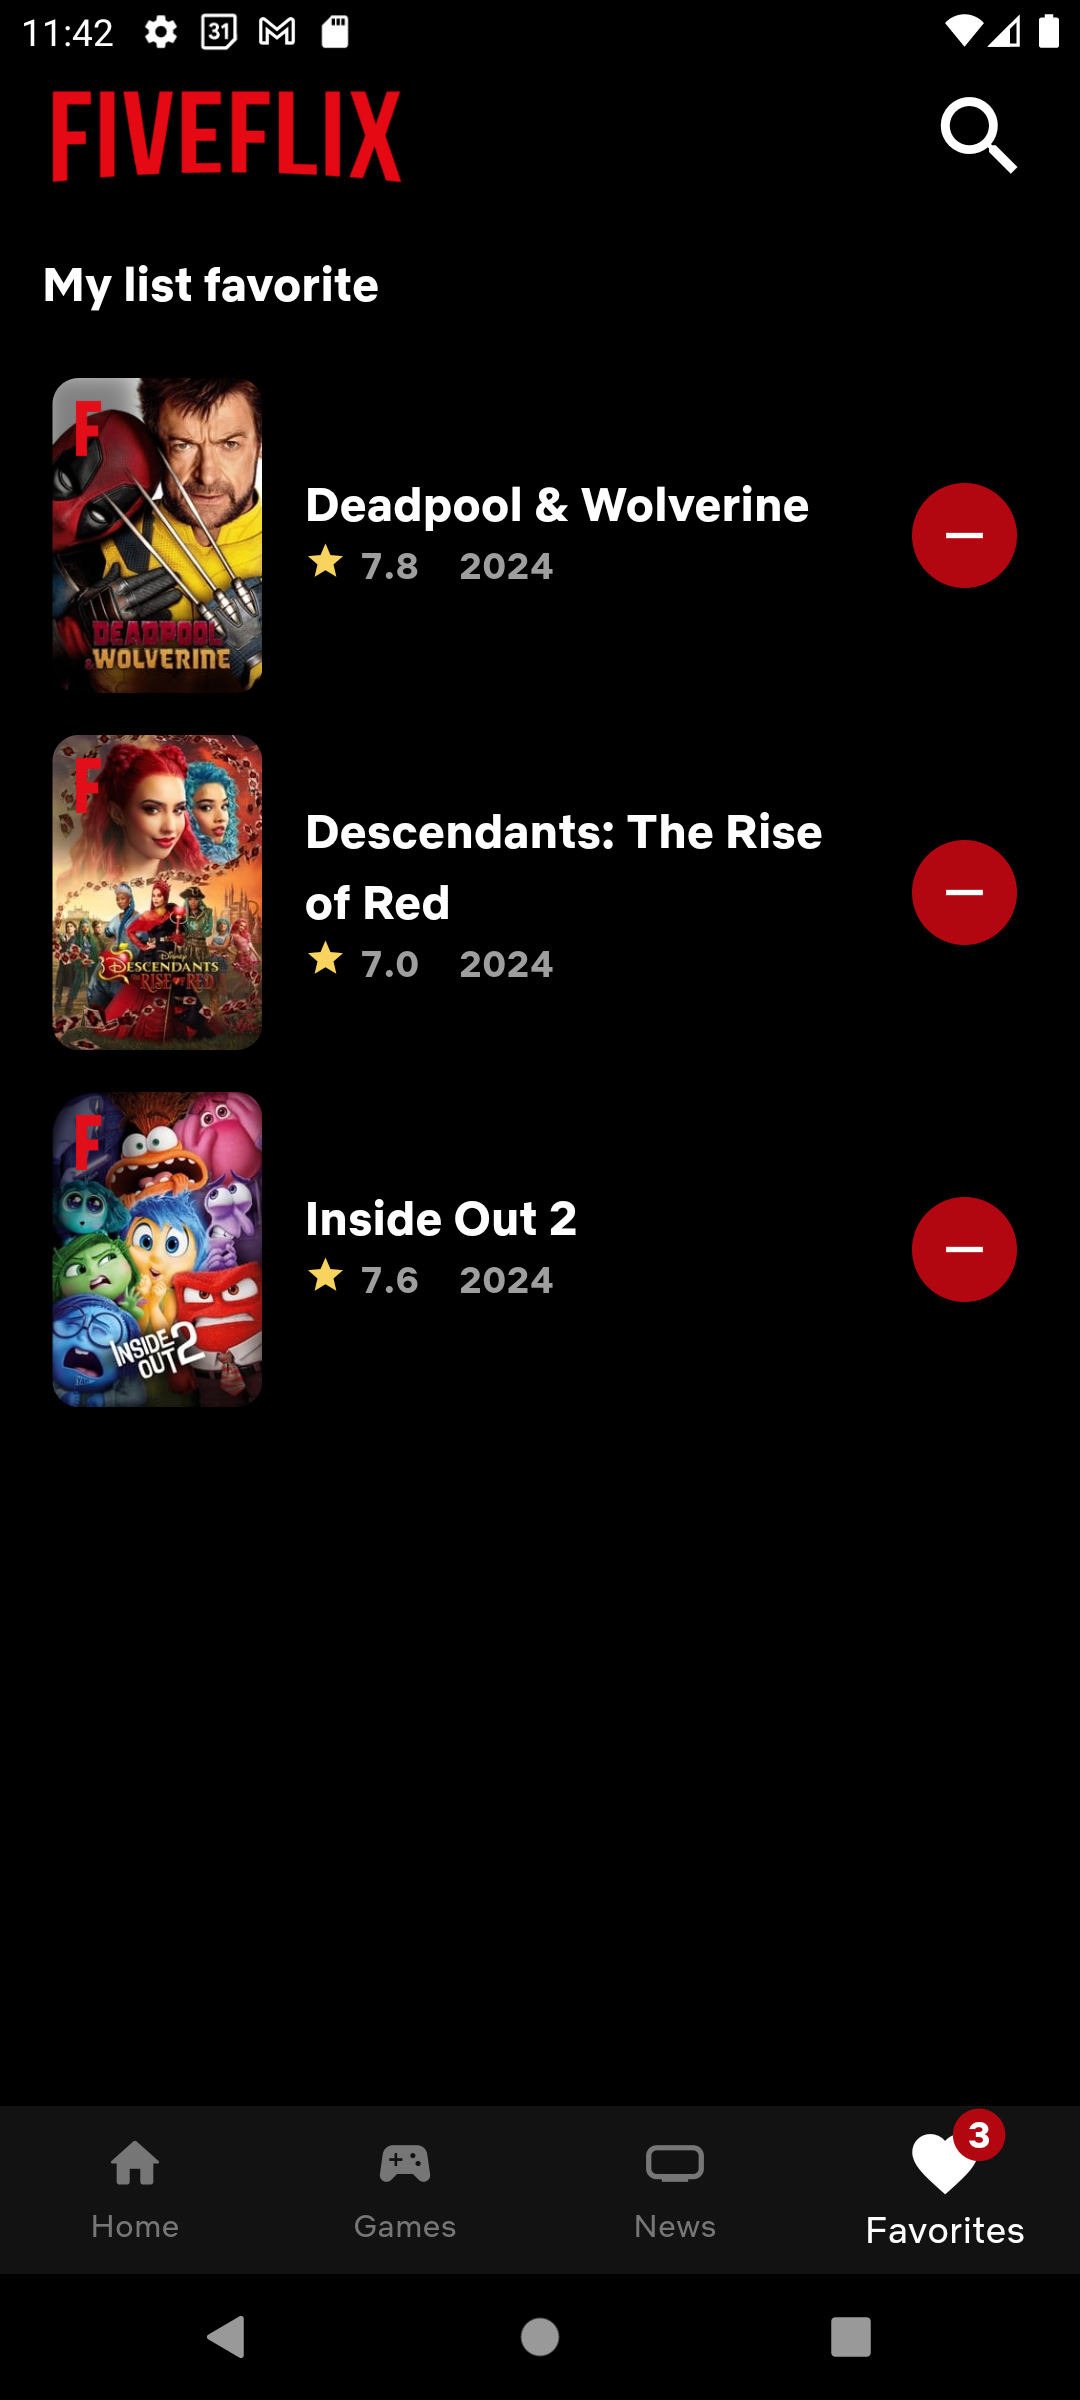 11:42
31
FIVEFLIX
My list favorite
F
DEADPOOL
& WOLVERINE
Deadpool & Wolverine
7.8 2024
F
Disney
DESCENDANTS
THE RISE OF RED
Descendants: The Rise
of Red
7.0 2024
F
INSIDE
OUT 2
Inside Out 2
7.6 2024
3
Home
Games
News
Favorites